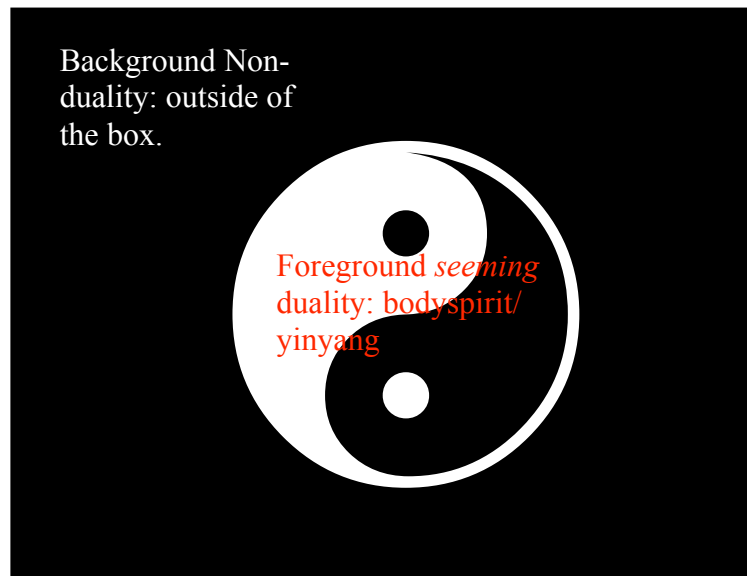 Background Non-
duality: outside of
the box.
Foreground seeming
duality: bodyspirit/
yinyang